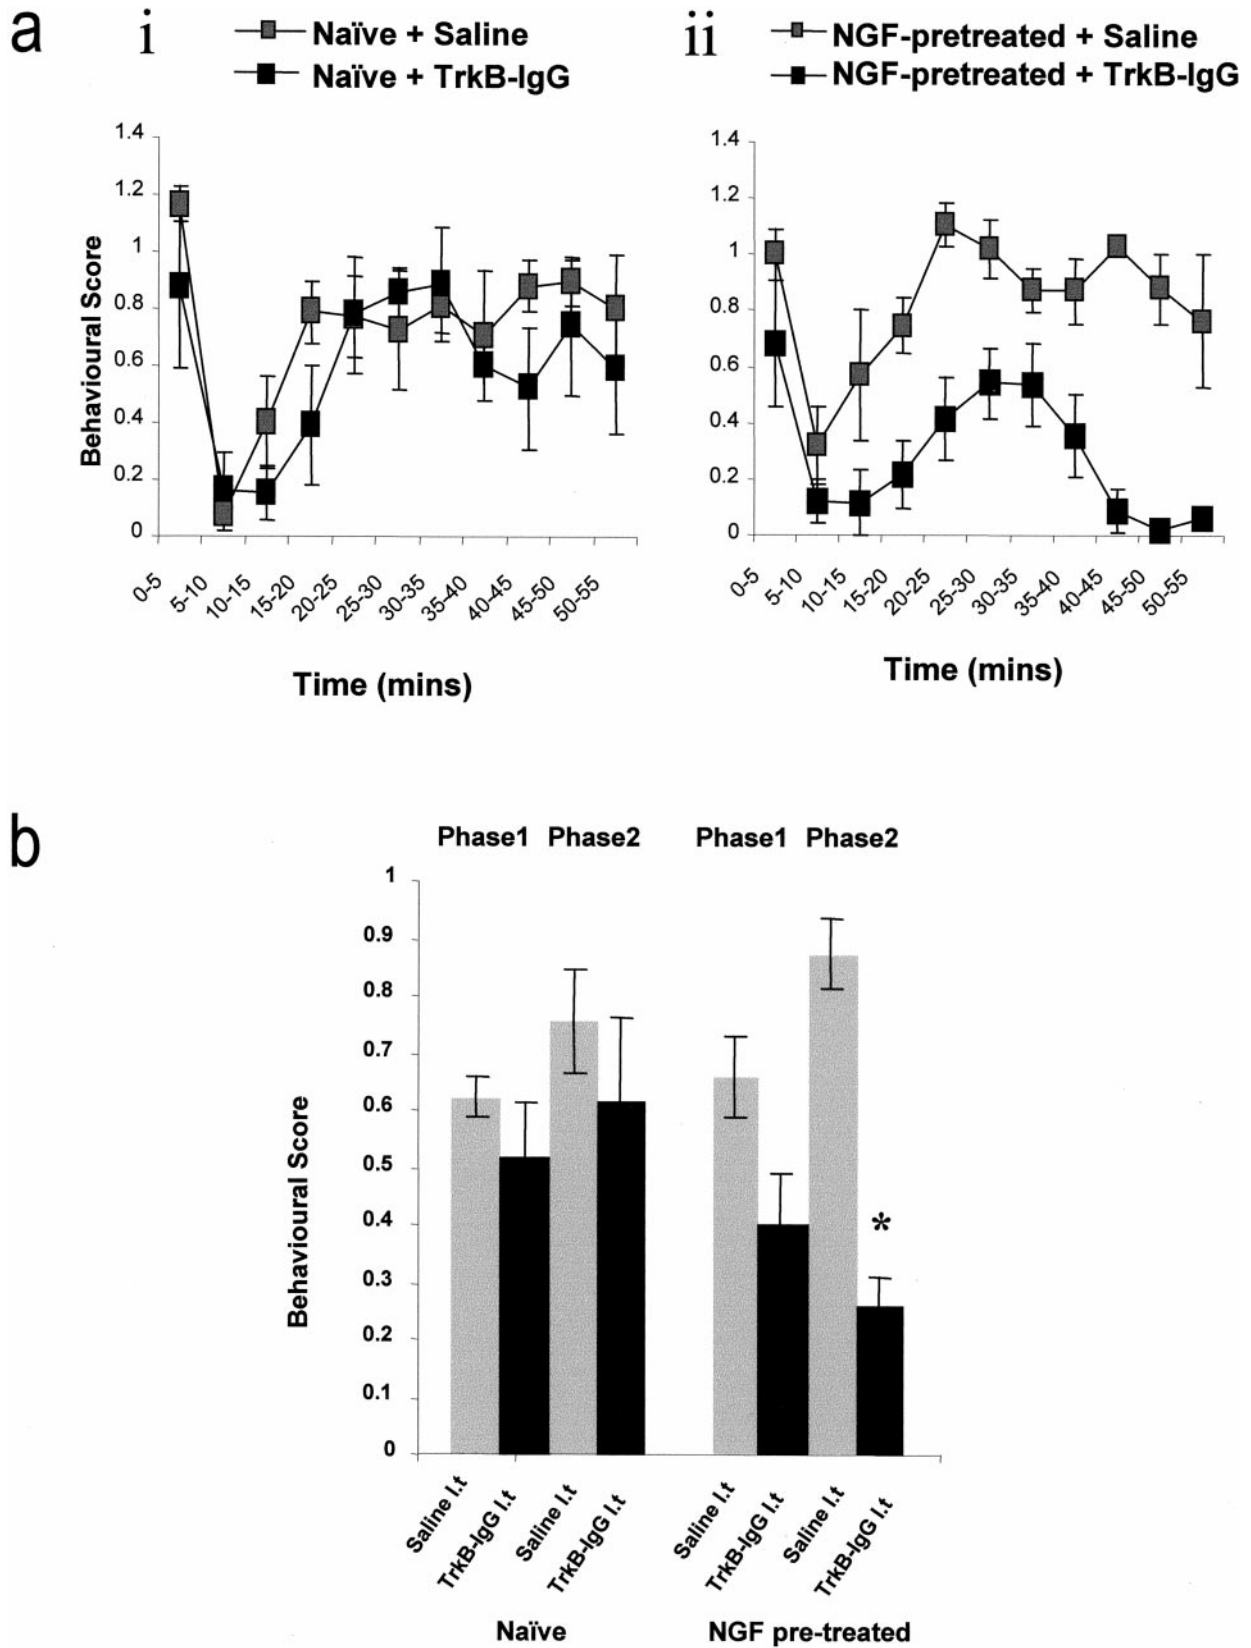 a
i
Naïve + Saline
Naïve + TrkB-IgG
ii
NGF-pretreated + Saline
NGF-pretreated + TrkB-IgG
1.4
1.2
1
0.8
0.6
0.4
0.2
0
Behavioural Score
0-5
5-10
10-15
15-20
20-25
25-30
30-35
35-40
40-45
45-50
50-55
Time (mins)
1.4
1.2
1
0.8
0.6
0.4
0.2
0
0-5
5-10
10-15
15-20
20-25
25-30
30-35
35-40
40-45
45-50
50-55
Time (mins)
b
Phase1 Phase2 Phase1 Phase2
1
0.9
0.8
0.7
0.6
0.5
0.4
0.3
0.2
0.1
0
Behavioural Score
*
Saline I.t
TrkB-IgG I.t
Saline I.t
TrkB-IgG I.t
Saline I.t
TrkB-IgG I.t
Saline I.t
TrkB-IgG I.t
Naïve
NGF pre-treated